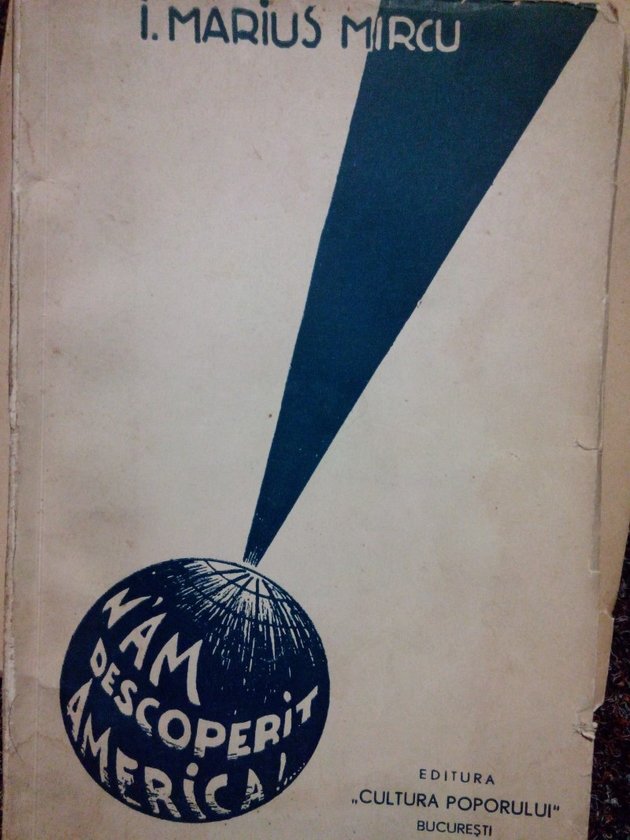 I. MARIUS MIRCU
N'AM
DESCOPERIT
AMERICA!..
EDITURA
„CULTURA POPORULUI"
BUCUREȘTI